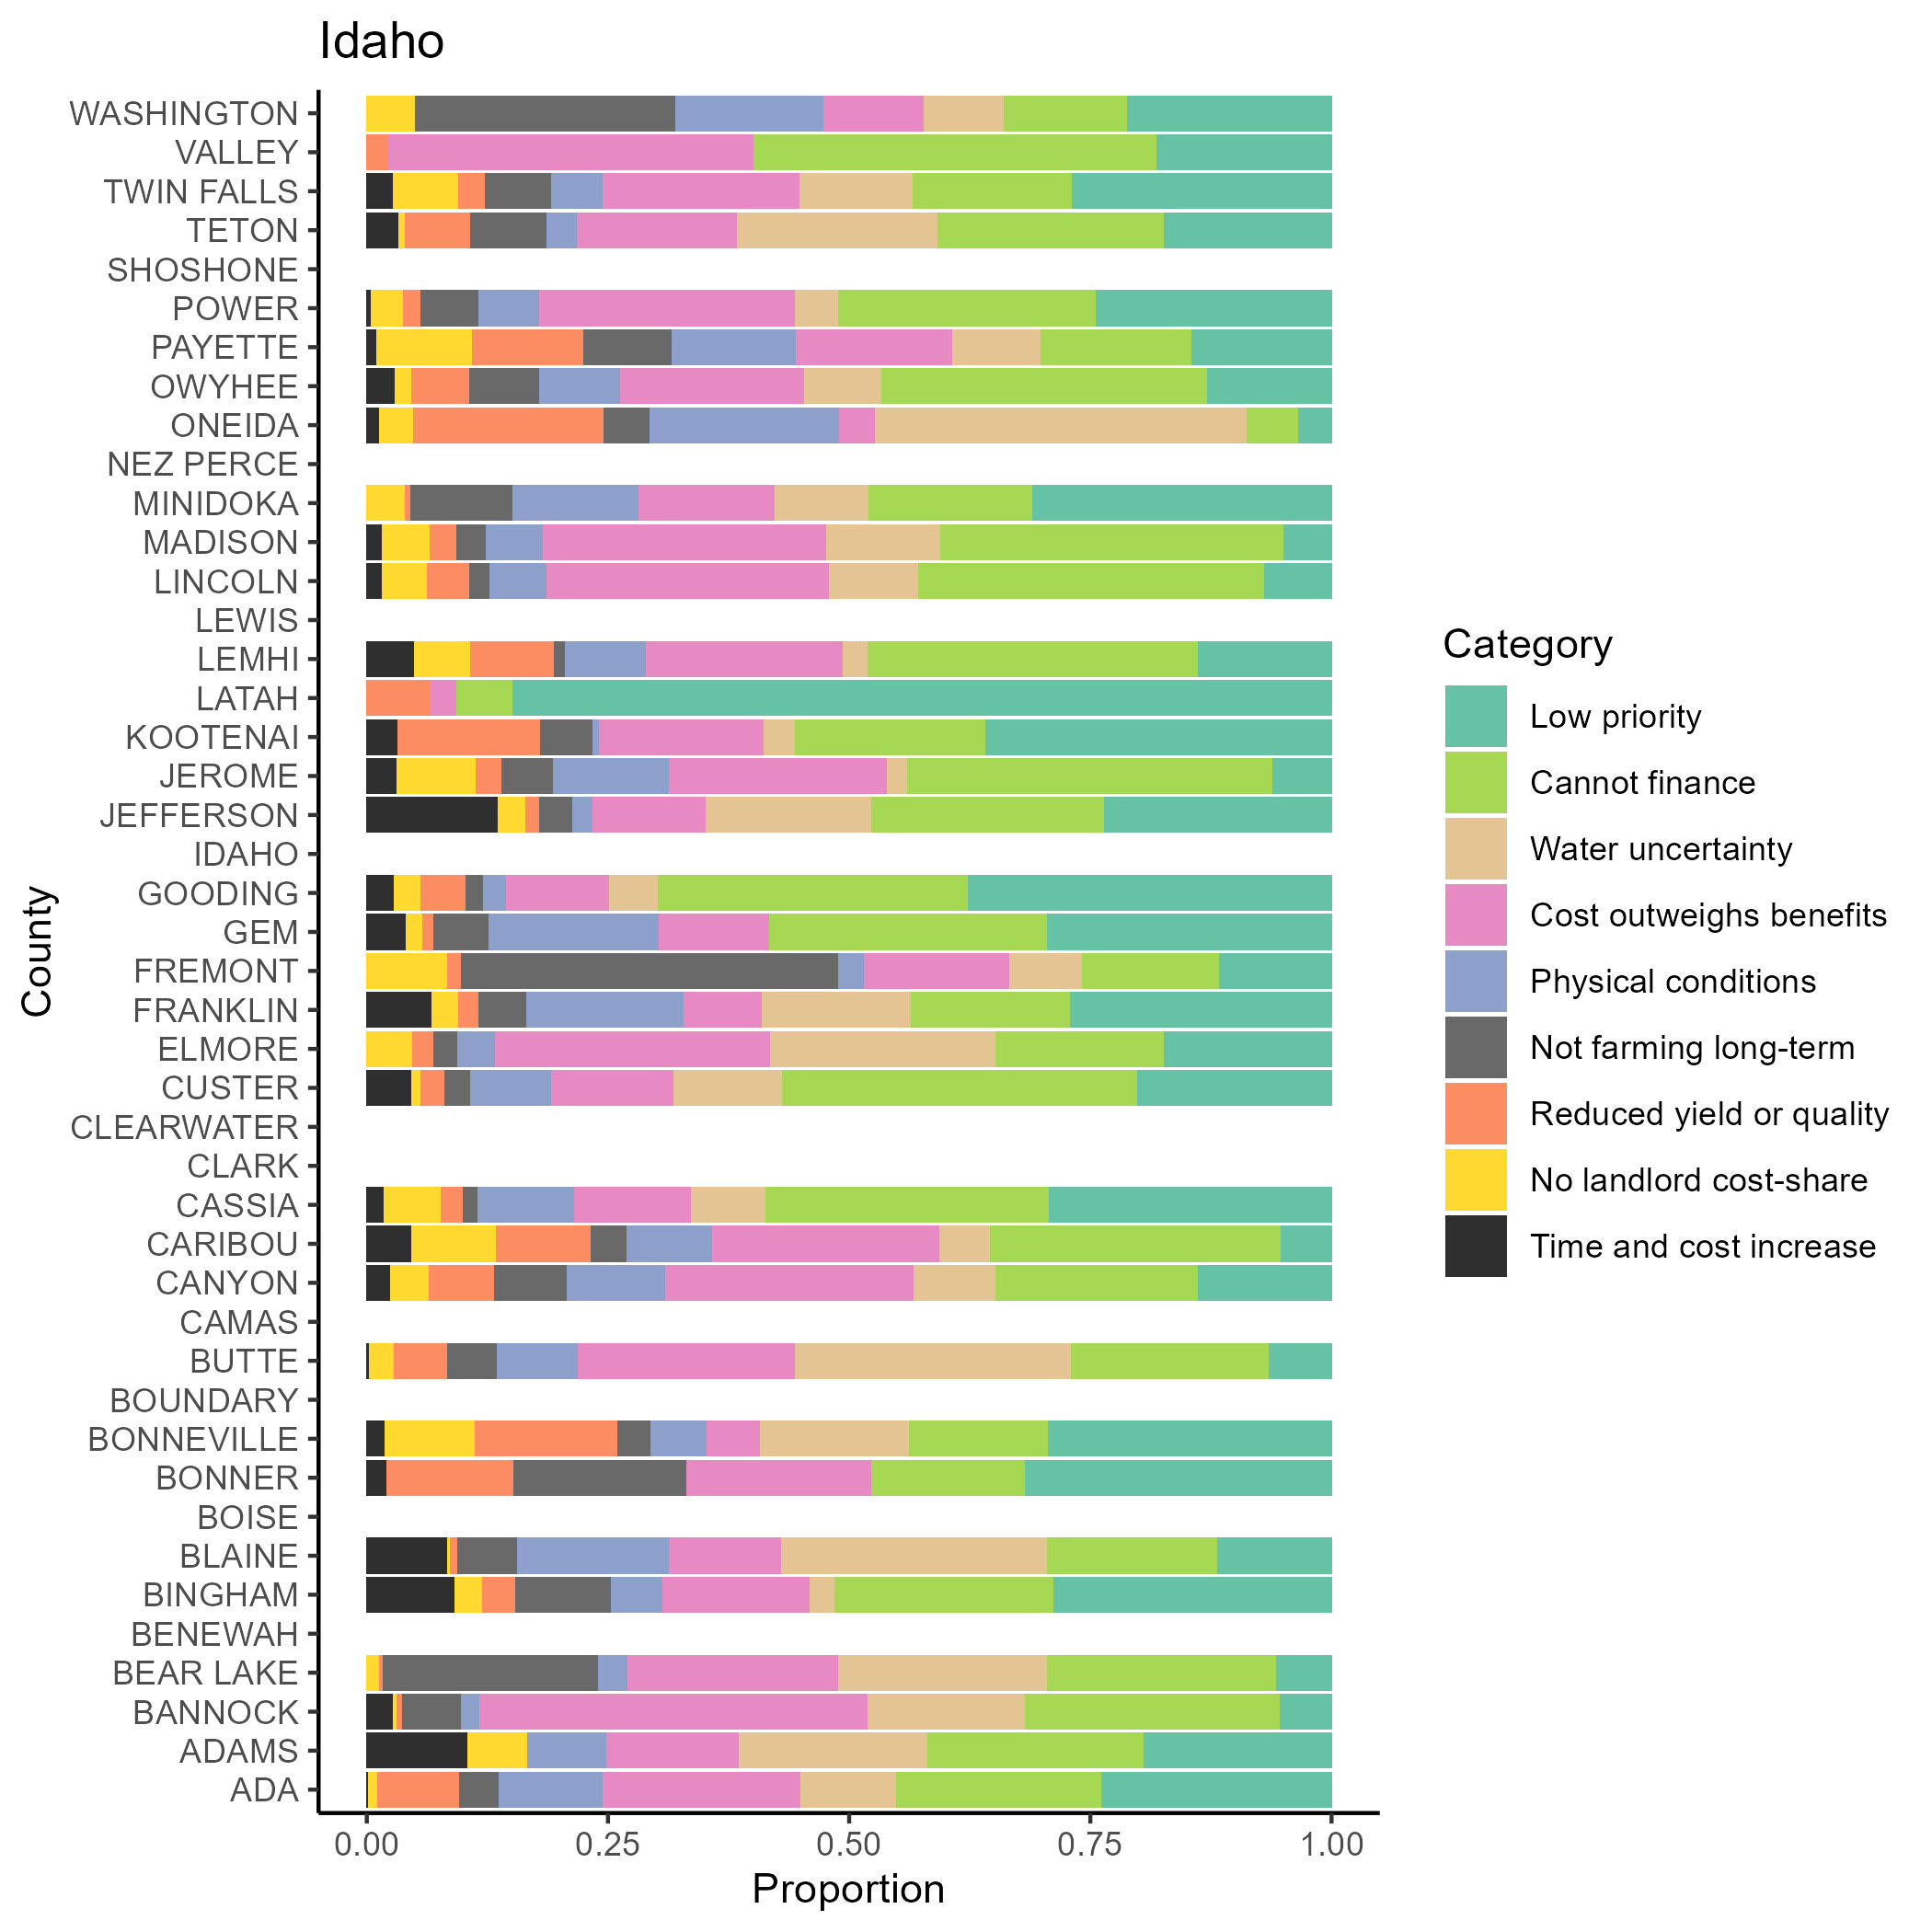 Idaho
WASHINGTON
VALLEY
TWIN FALLS
TETON
SHOSHONE
POWER
PAYETTE
OWYHEE
ONEIDA
NEZ PERCE
MINIDOKA
MADISON
LINCOLN
LEWIS
LEMHI
LATAH
KOOTENAI
JEROME
JEFFERSON
IDAHO
GOODING
GEM
FREMONT
FRANKLIN
ELMORE
CUSTER
CLEARWATER
CLARK
CASSIA
CARIBOU
CANYON
CAMAS
BUTTE
BOUNDARY
BONNEVILLE
BONNER
BOISE
BLAINE
BINGHAM
BENEWAH
BEAR LAKE
BANNOCK
ADAMS
ADA
County
0.00 0.25 0.50 0.75 1.00
Proportion
Category
Low priority
Cannot finance
Water uncertainty
Cost outweighs benefits
Physical conditions
Not farming long-term
Reduced yield or quality
No landlord cost-share
Time and cost increase